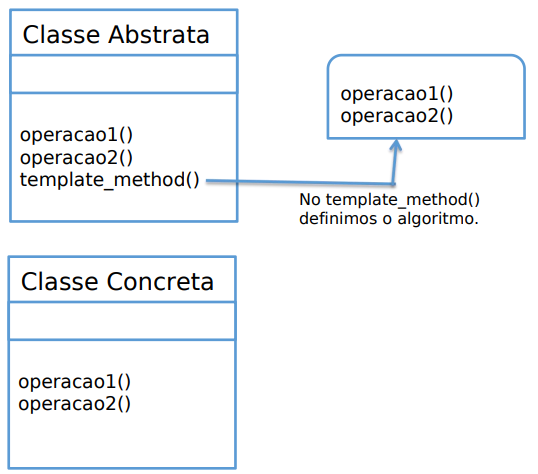 Classe Abstrata
operacao1()
operacao2()
template_method()
operacao1()
operacao2()
No template_method()
definimos o algoritmo.
Classe Concreta
operacao1()
operacao2()